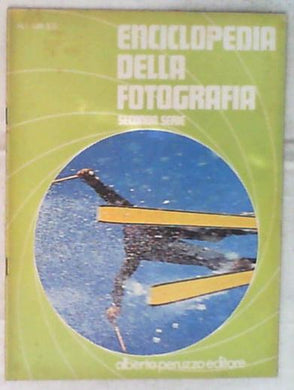 ENCICLOPEDIA
DELLA
FOTOGRAFIA
SECONDA SERIE
alberto peruzzo editore